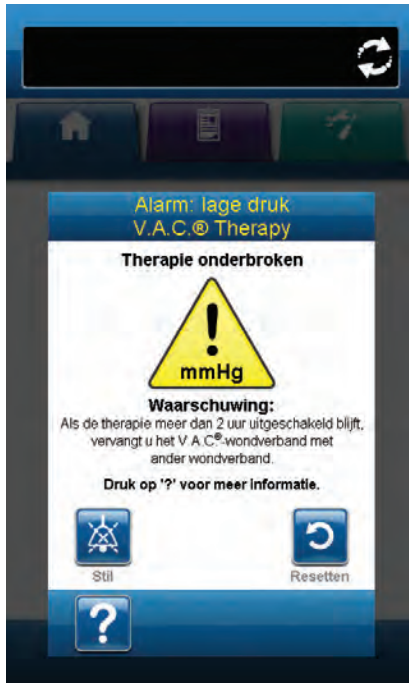 Alarm: lage druk
V.A.C.® Therapy
Therapie onderbroken
!
mmHg
Waarschuwing:
Als de therapie meer dan 2 uur uitgeschakeld blijft,
vervangt u het V.A.C®-wondverband met
ander wondverband.
Druk op '?' voor meer informatie.
Stil
Resetten
?